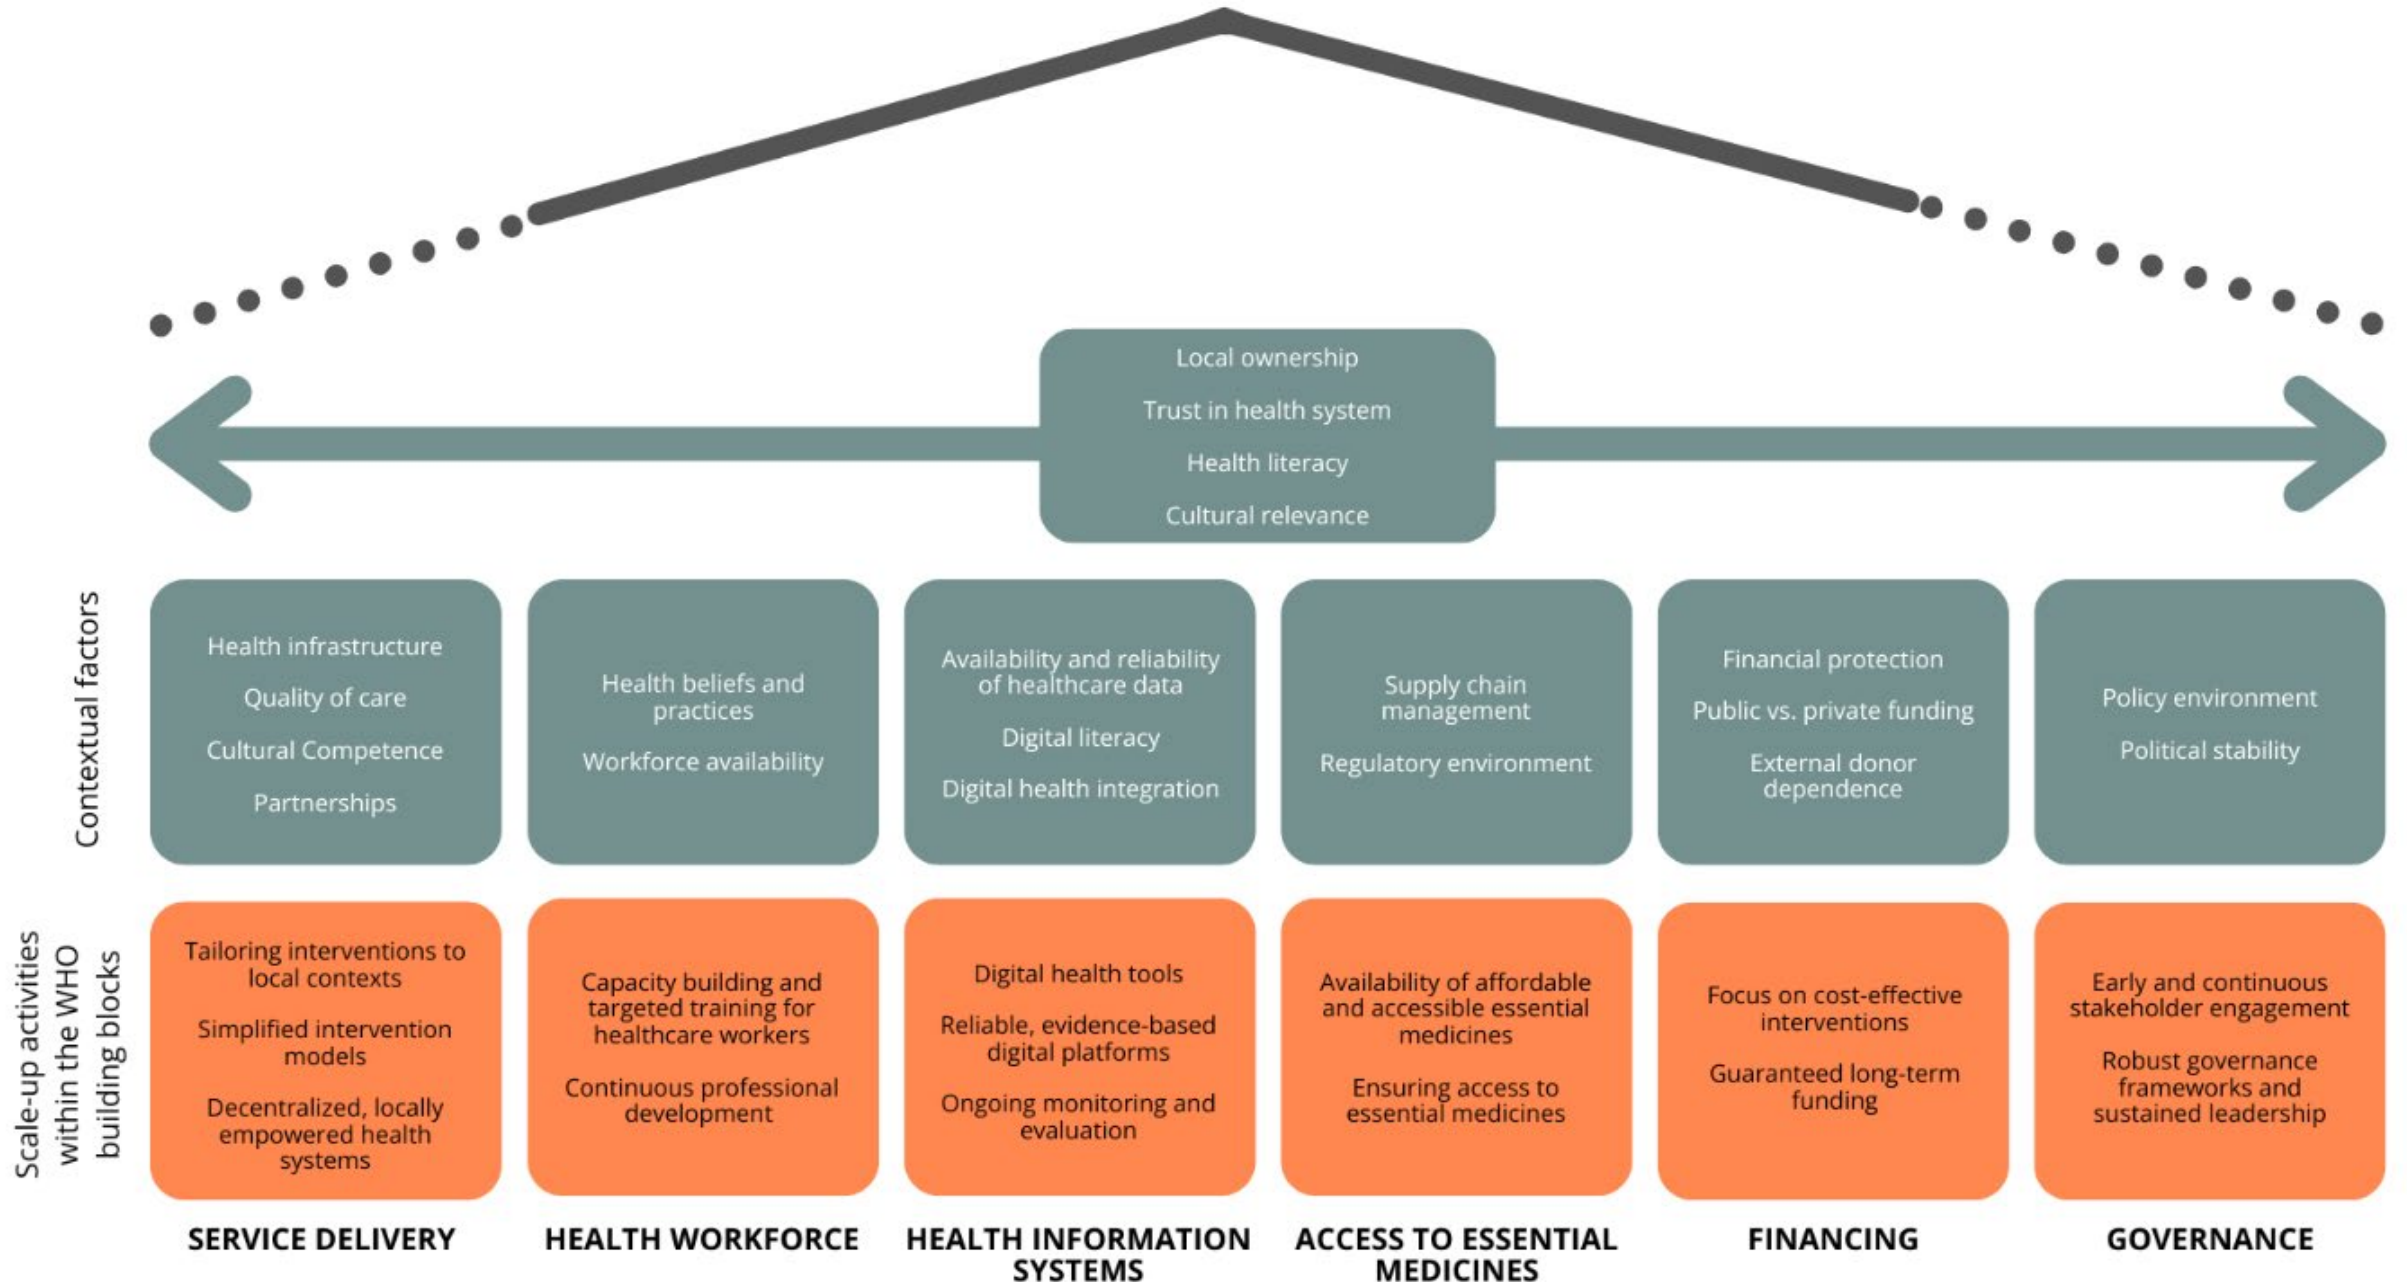 Local ownership
Trust in health system
Health literacy
Cultural relevance
Contextual factors
Health infrastructure
Quality of care
Cultural Competence
Partnerships
Health beliefs and
practices
Workforce availability
Availability and reliability
of healthcare data
Digital literacy
Digital health integration
Supply chain
management
Regulatory environment
Financial protection
Public vs. private funding
External donor
dependence
Policy environment
Political stability
Scale-up activities
within the WHO
building blocks
Tailoring interventions to
local contexts
Simplified intervention
models
Decentralized, locally
empowered health
systems
Capacity building and
targeted training for
healthcare workers
Continuous professional
development
Digital health tools
Reliable, evidence-based
digital platforms
Ongoing monitoring and
evaluation
Availability of affordable
and accessible essential
medicines
Ensuring access to
essential medicines
Focus on cost-effective
interventions
Guaranteed long-term
funding
Early and continuous
stakeholder engagement
Robust governance
frameworks and
sustained leadership
SERVICE DELIVERY
HEALTH WORKFORCE
HEALTH INFORMATION
SYSTEMS
ACCESS TO ESSENTIAL
MEDICINES
FINANCING
GOVERNANCE